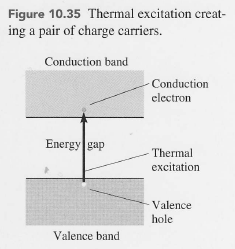 Figure 10.35 Thermal excitation creat-
ing a pair of charge carriers.
Conduction band
Conduction
electron
Energy gap
Thermal
excitation
Valence
hole
Valence band